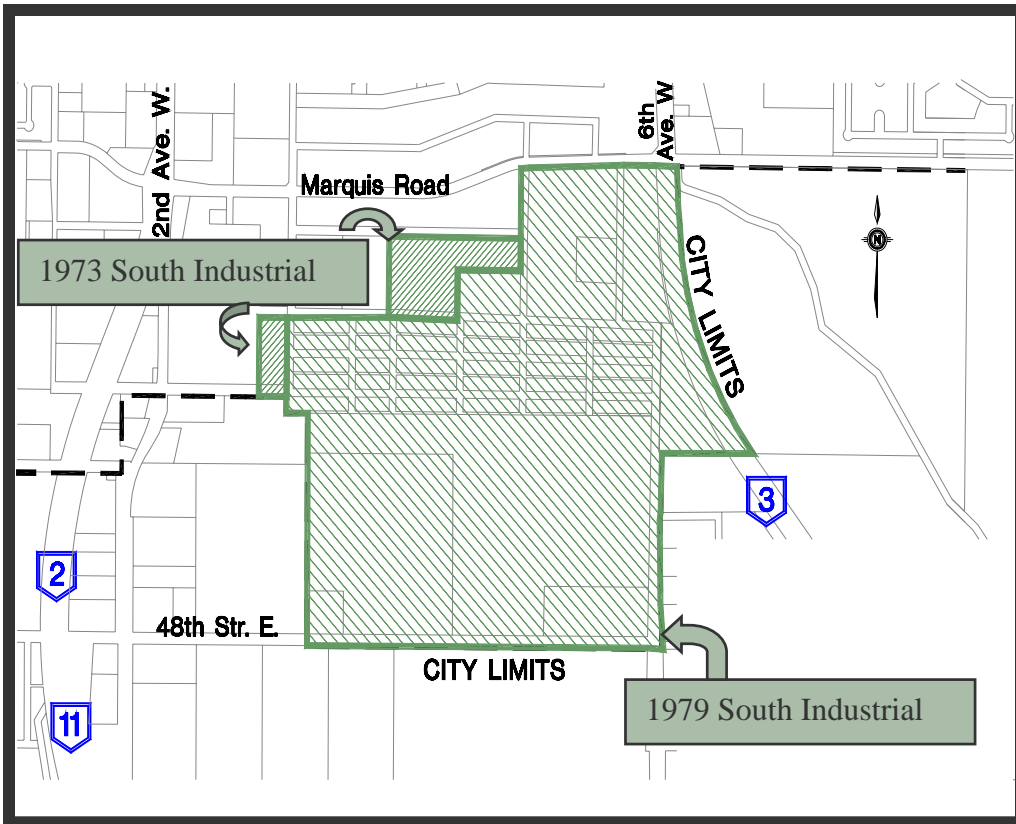 2nd Ave. W.
6th
Ave. W
Marquis Road
N
1973 South Industrial
CITY LIMITS
3
2
48th Str. E.
CITY LIMITS
1979 South Industrial
11